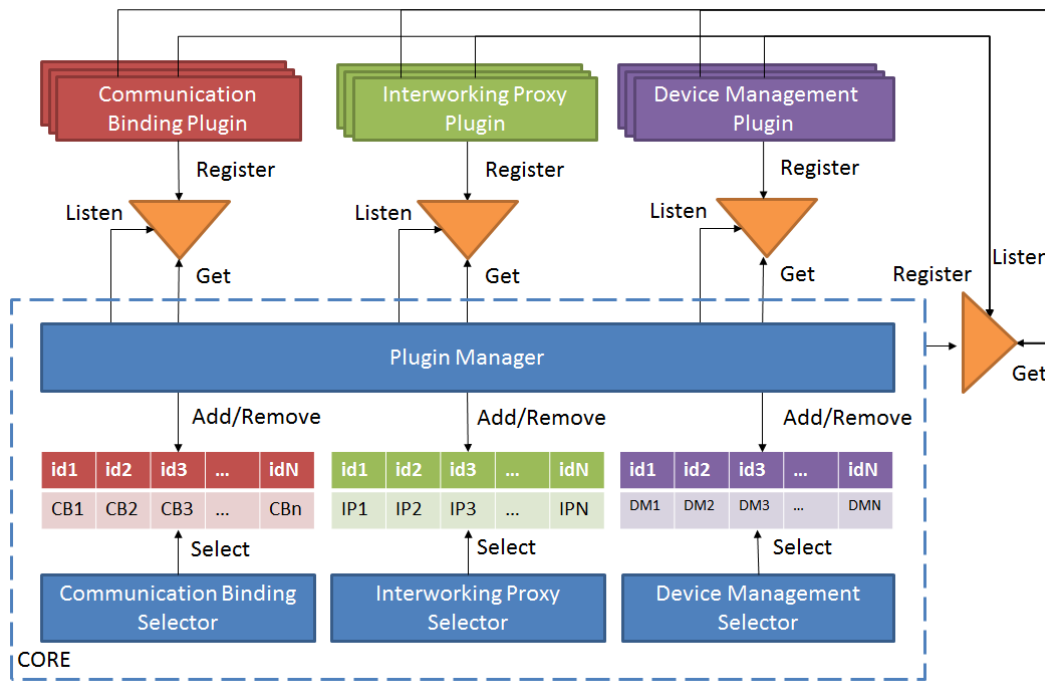 Communication
Binding Plugin
Interworking Proxy
Plugin
Device Management
Plugin
Register
Register
Register
Listen
Listen
Listen
Get
Get
Get
Listen
Register
Get
Plugin Manager
Add/Remove
Add/Remove
Add/Remove
id1 id2 id3 ... idN
id1 id2 id3 ... idN
id1 id2 id3 ... idN
CB1 CB2 CB3 ... CBn
IP1 IP2 IP3 ... IPN
DM1 DM2 DM3 ... DMN
Select
Select
Select
Communication Binding
Selector
Interworking Proxy
Selector
Device Management
Selector
CORE